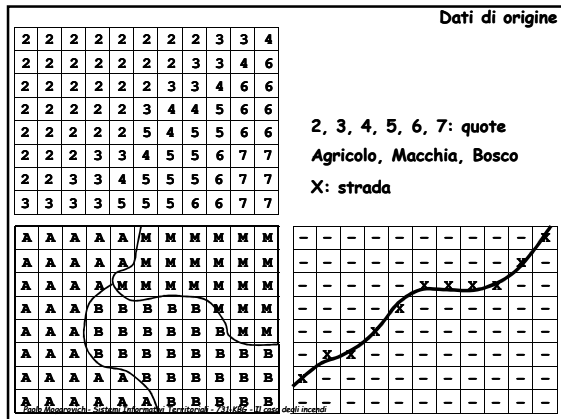 Dati di origine
2 2 2 2 2 2 2 2 3 3 4
2 2 2 2 2 2 2 3 3 4 6
2 2 2 2 2 2 3 3 4 6 6
2 2 2 2 2 3 4 4 5 6 6
2 2 2 2 2 5 4 5 5 6 6
2 2 2 3 3 4 5 5 6 7 7
2 2 3 3 4 5 5 5 6 7 7
3 3 3 3 5 5 5 6 6 7 7
2, 3, 4, 5, 6, 7: quote
Agricolo, Macchia, Bosco
X: strada
A A A A A M M M M M M
A A A A A M M M M M M
A A A A M M M M M M M
A A A B B B B B M M M
A A A B B B B B B M M
A A A B B B B B B B B
A A A B B B B B B B B
A A A A A B B B B B B
- - - - - - - - - - X
- - - - - - - - - X -
- - - - - X X X X - -
- - - - X - - - - - -
- - - X - - - - - - -
- X X - - - - - - - -
X - - - - - - - - - -
- - - - - - - - - - -
Paolo Mogorovich - Sistemi Informativi Territoriali - 731-KBG - Il caso degli incendi